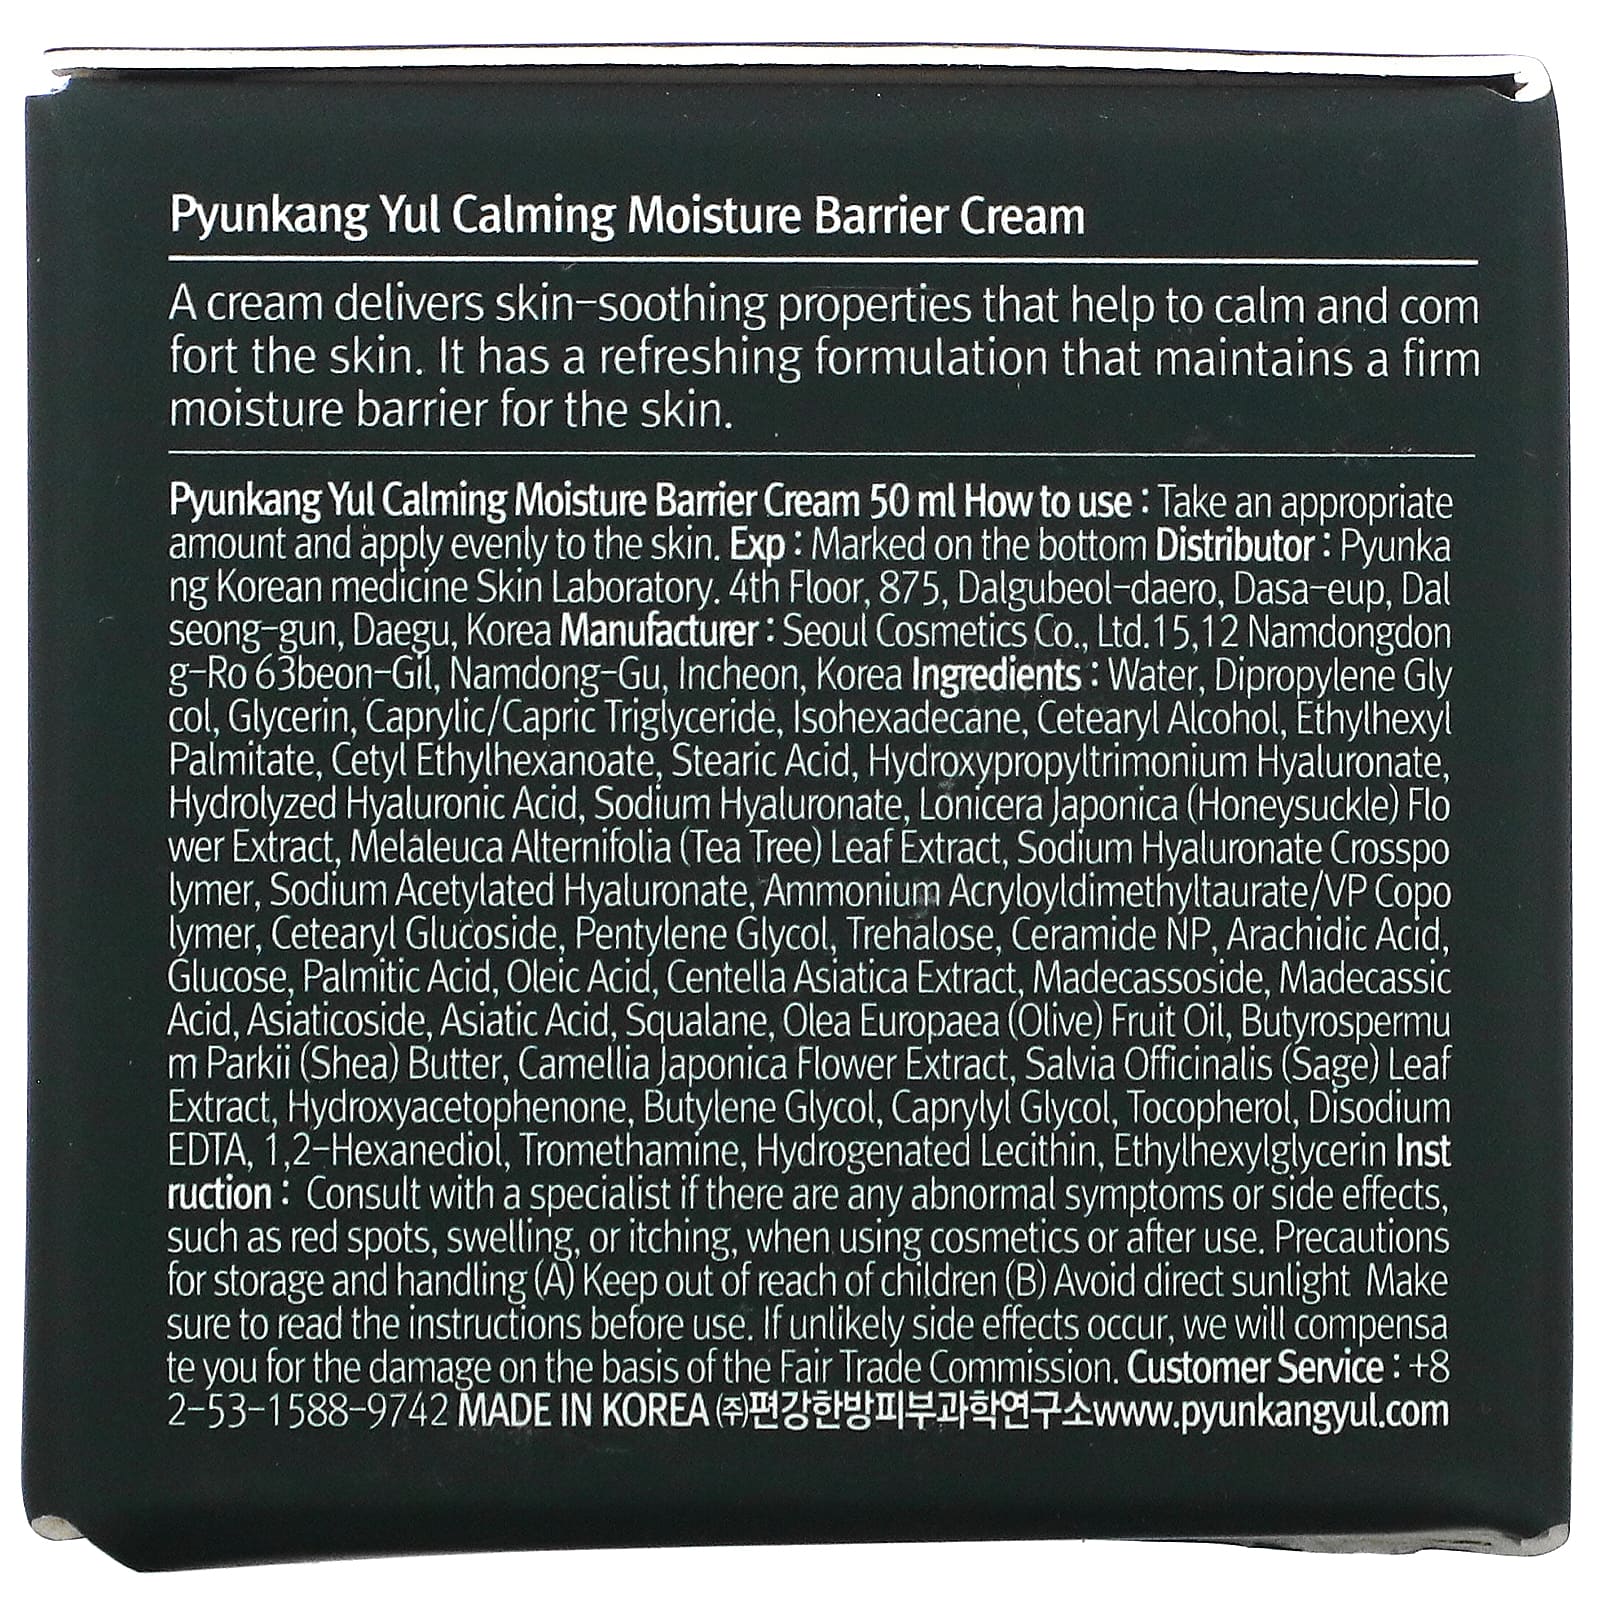 Pyunkang Yul Calming Moisture Barrier Cream
A cream delivers skin-soothing properties that help to calm and com
fort the skin. It has a refreshing formulation that maintains a firm
moisture barrier for the skin.
Pyunkang Yul Calming Moisture Barrier Cream 50 ml How to use : Take an appropriate
amount and apply evenly to the skin. Exp : Marked on the bottom Distributor : Pyunka
ng Korean medicine Skin Laboratory. 4th Floor, 875, Dalgubeol-daero, Dasa-eup, Dal
seong-gun, Daegu, Korea Manufacturer : Seoul Cosmetics Co., Ltd.15,12 Namdongdon
g-Ro 63beon-Gil, Namdong-Gu, Incheon, Korea Ingredients : Water, Dipropylene Gly
col, Glycerin, Caprylic/Capric Triglyceride, Isohexadecane, Cetearyl Alcohol, Ethylhexyl
Palmitate, Cetyl Ethylhexanoate, Stearic Acid, Hydroxypropyltrimonium Hyaluronate,
Hydrolyzed Hyaluronic Acid, Sodium Hyaluronate, Lonicera Japonica (Honeysuckle) Flo
wer Extract, Melaleuca Alternifolia (Tea Tree) Leaf Extract, Sodium Hyaluronate Crosspo
lymer, Sodium Acetylated Hyaluronate, Ammonium Acryloyldimethyltaurate/VP Copo
lymer, Cetearyl Glucoside, Pentylene Glycol, Trehalose, Ceramide NP, Arachidic Acid,
Glucose, Palmitic Acid, Oleic Acid, Centella Asiatica Extract, Madecassoside, Madecassic
Acid, Asiaticoside, Asiatic Acid, Squalane, Olea Europaea (Olive) Fruit Oil, Butyrospermu
m Parkii (Shea) Butter, Camellia Japonica Flower Extract, Salvia Officinalis (Sage) Leaf
Extract, Hydroxyacetophenone, Butylene Glycol, Caprylyl Glycol, Tocopherol, Disodium
EDTA, 1,2-Hexanediol, Tromethamine, Hydrogenated Lecithin, Ethylhexylglycerin Inst
ruction : Consult with a specialist if there are any abnormal symptoms or side effects,
such as red spots, swelling, or itching, when using cosmetics or after use. Precautions
for storage and handling (A) Keep out of reach of children (B) Avoid direct sunlight Make
sure to read the instructions before use. If unlikely side effects occur, we will compensa
te you for the damage on the basis of the Fair Trade Commission. Customer Service : +8
2-53-1588-9742 MADE IN KOREA ㈜편강한방피부과학연구소www.pyunkangyul.com